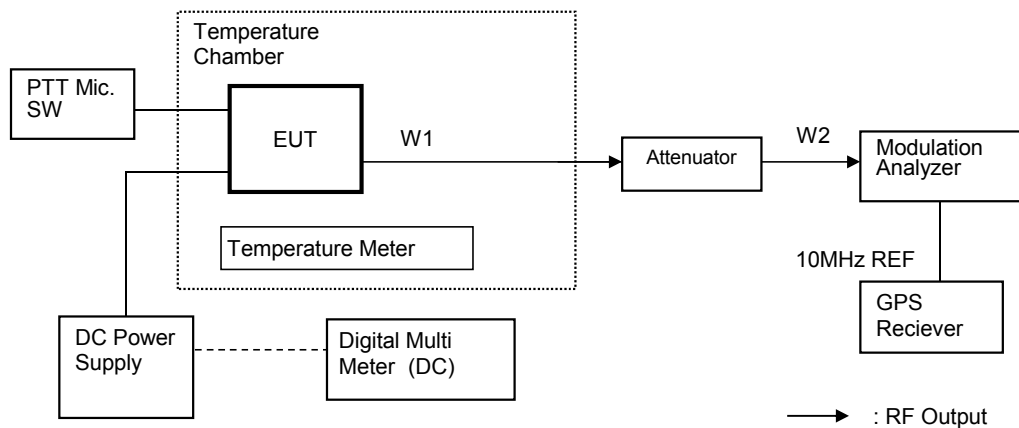 Temperature
Chamber
PTT Mic.
SW
EUT
W1
Attenuator
W2
Modulation
Analyzer
Temperature Meter
10MHz REF
GPS
Reciever
DC Power
Supply
Digital Multi
Meter (DC)
: RF Output